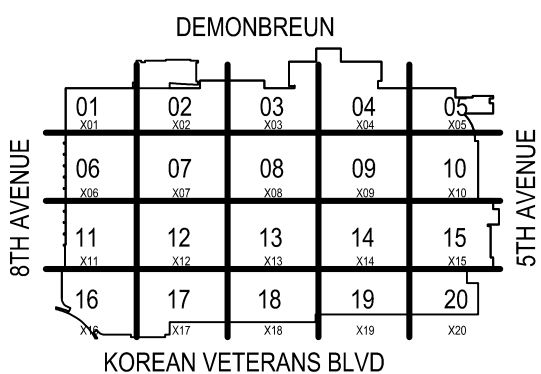 DEMONBREUN
01 02 03 04 05
X01 X02 X03 X04 X05
8TH AVENUE
5TH AVENUE
06 07 08 09 10
X06 X07 X08 X09 X10
11 12 13 14 15
X11 X12 X13 X14 X15
16 17 18 19 20
X16 X17 X18 X19 X20
KOREAN VETERANS BLVD